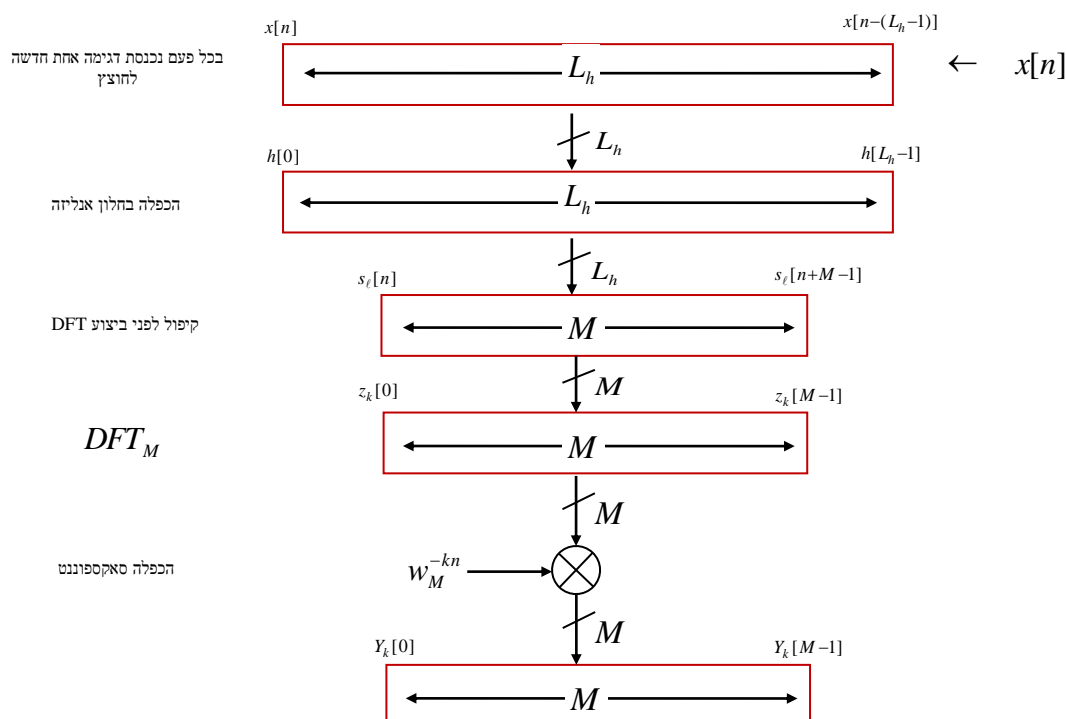 x[n]
x[n−(L_h−1)]
בכל פעם נכנסת דגימה אחת חדשה
לחוצץ
L_h
← x[n]
L_h
h[0]
h[L_h−1]
הכפלה בחלון אנליזה
L_h
L_h
s_ℓ[n]
s_ℓ[n+M−1]
קיפול לפני ביצוע DFT
M
M
z_k[0]
z_k[M−1]
DFT_M
M
M
הכפלה סאקספוננט
w_M^{-kn}
M
Y_k[0]
Y_k[M−1]
M